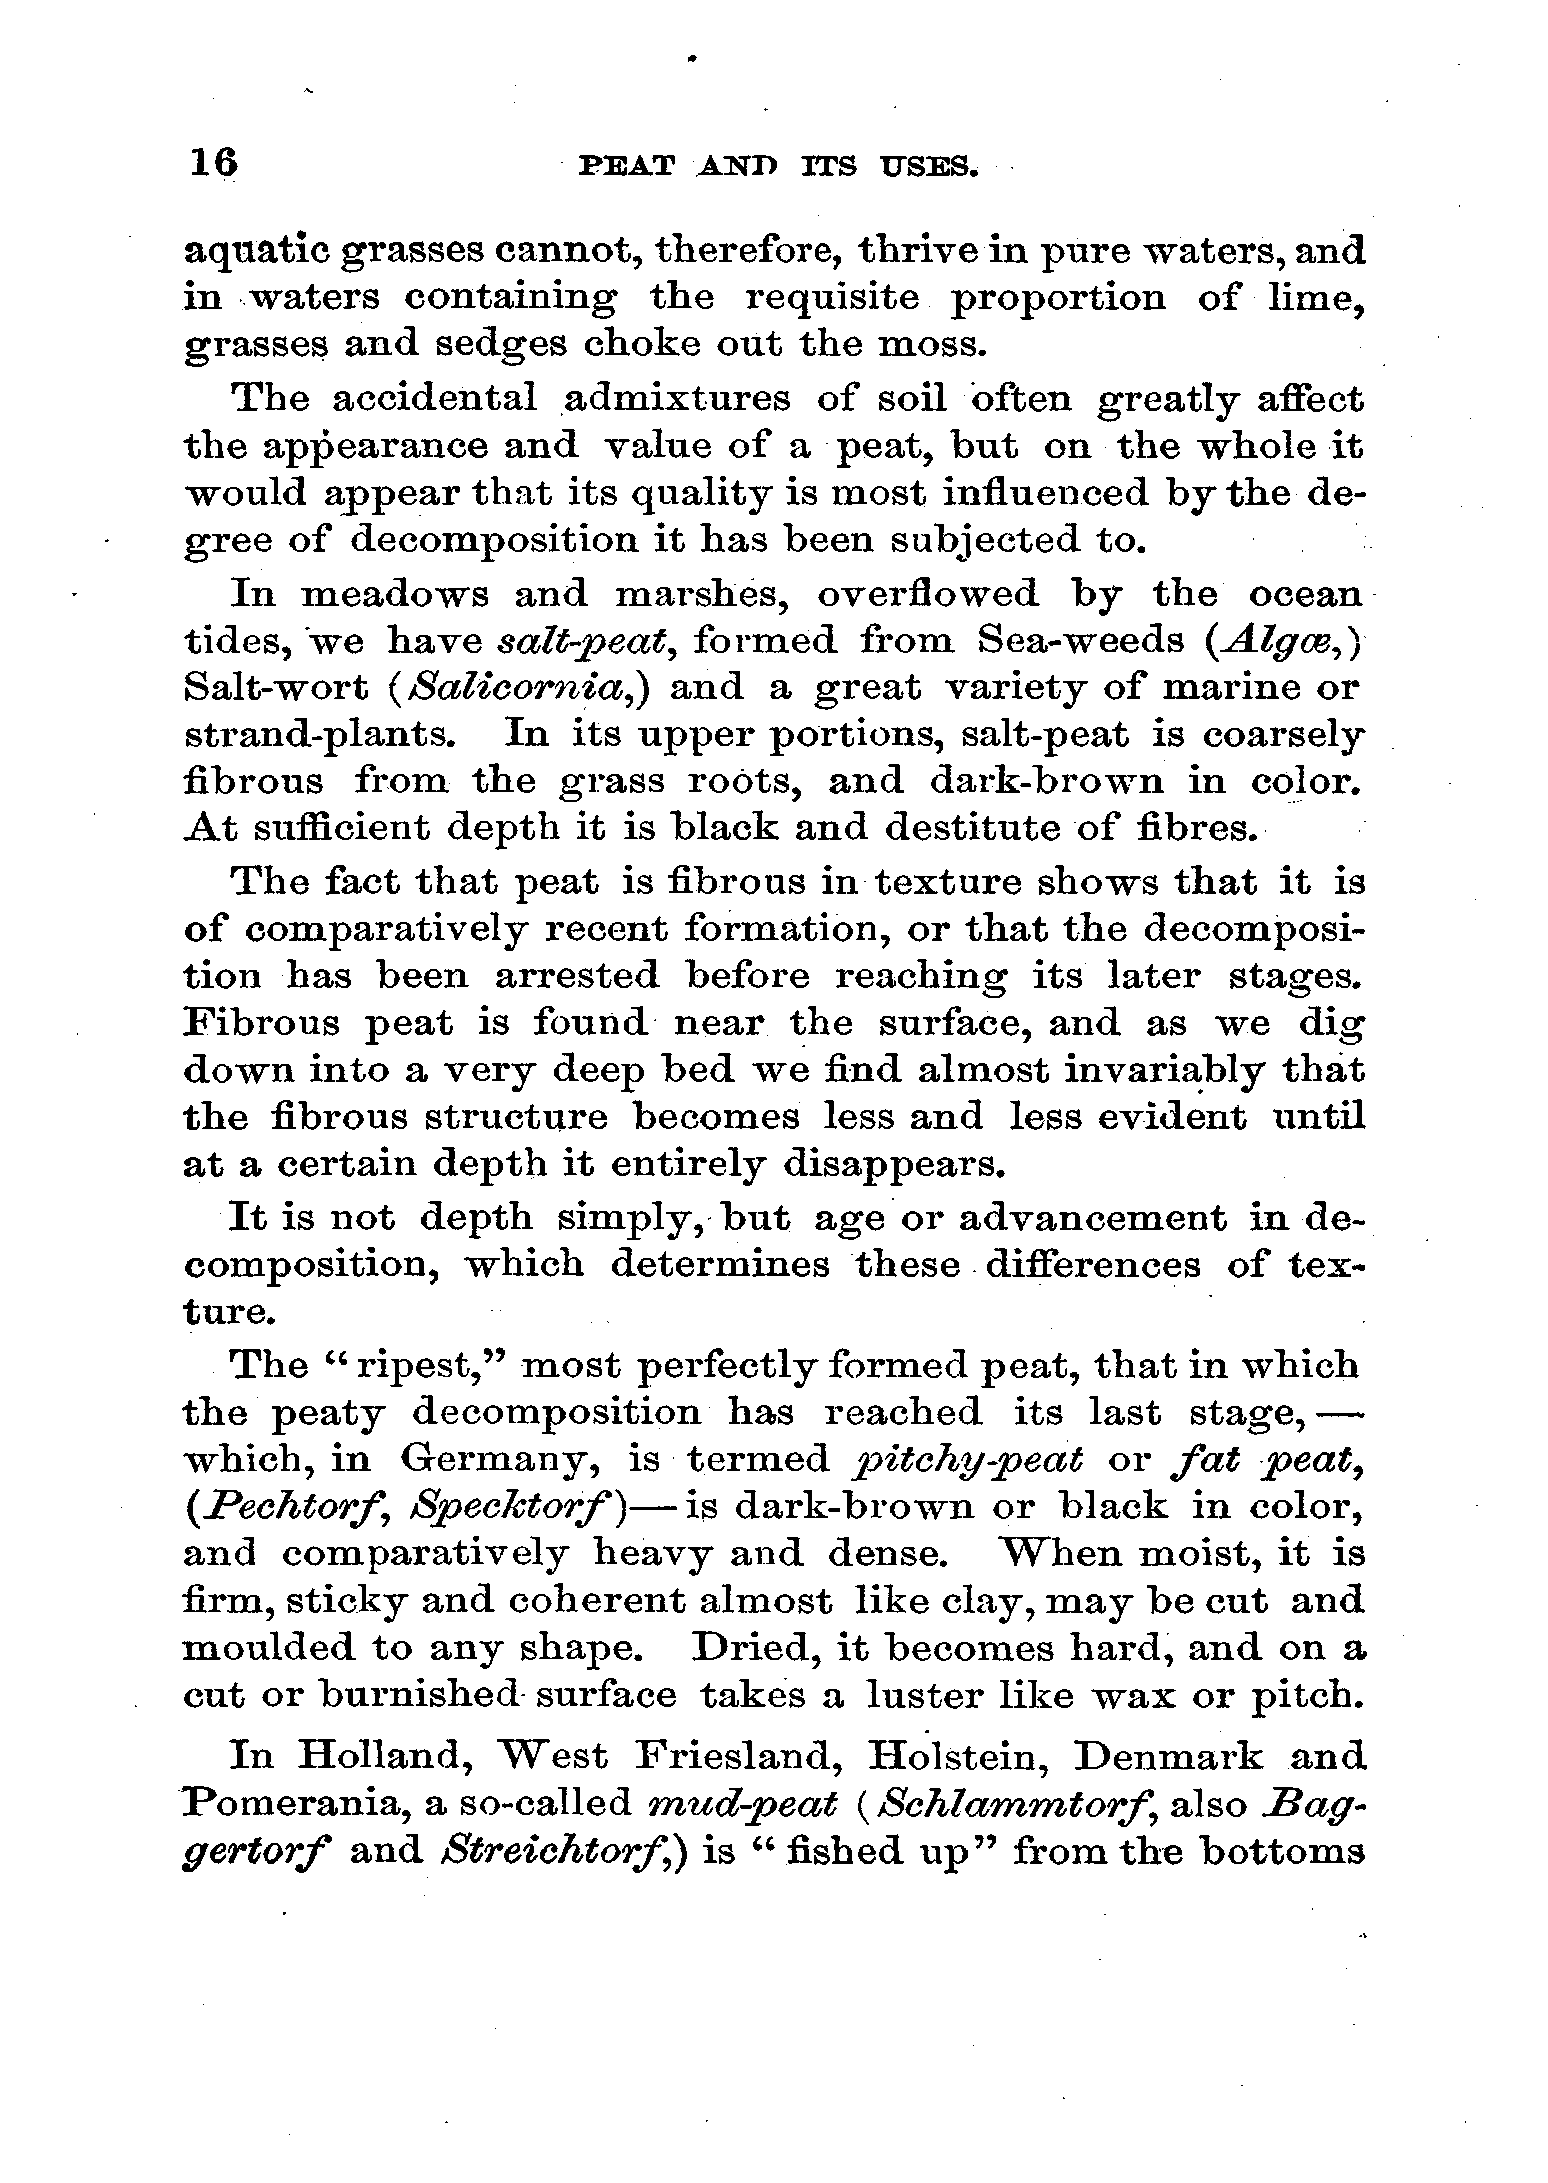 16 PEAT AND ITS USES.
aquatic grasses cannot, therefore, thrive in pure waters, and
in waters containing the requisite proportion of lime,
grasses and sedges choke out the moss.
The accidental admixtures of soil often greatly affect
the appearance and value of a peat, but on the whole it
would appear that its quality is most influenced by the de-
gree of decomposition it has been subjected to.
In meadows and marshes, overflowed by the ocean
tides, we have salt-peat, formed from Sea-weeds (Algæ,)
Salt-wort (Salicornia,) and a great variety of marine or
strand-plants. In its upper portions, salt-peat is coarsely
fibrous from the grass roots, and dark-brown in color.
At sufficient depth it is black and destitute of fibres.
The fact that peat is fibrous in texture shows that it is
of comparatively recent formation, or that the decomposi-
tion has been arrested before reaching its later stages.
Fibrous peat is found near the surface, and as we dig
down into a very deep bed we find almost invariably that
the fibrous structure becomes less and less evident until
at a certain depth it entirely disappears.
It is not depth simply, but age or advancement in de-
composition, which determines these differences of tex-
ture.
The “ripest,” most perfectly formed peat, that in which
the peaty decomposition has reached its last stage,—
which, in Germany, is termed pitchy-peat or fat peat,
(Pechtorf, Specktorf)—is dark-brown or black in color,
and comparatively heavy and dense. When moist, it is
firm, sticky and coherent almost like clay, may be cut and
moulded to any shape. Dried, it becomes hard, and on a
cut or burnished surface takes a luster like wax or pitch.
In Holland, West Friesland, Holstein, Denmark and
Pomerania, a so-called mud-peat (Schlammtorf, also Bag-
gertorf and Streichtorf,) is “fished up” from the bottoms